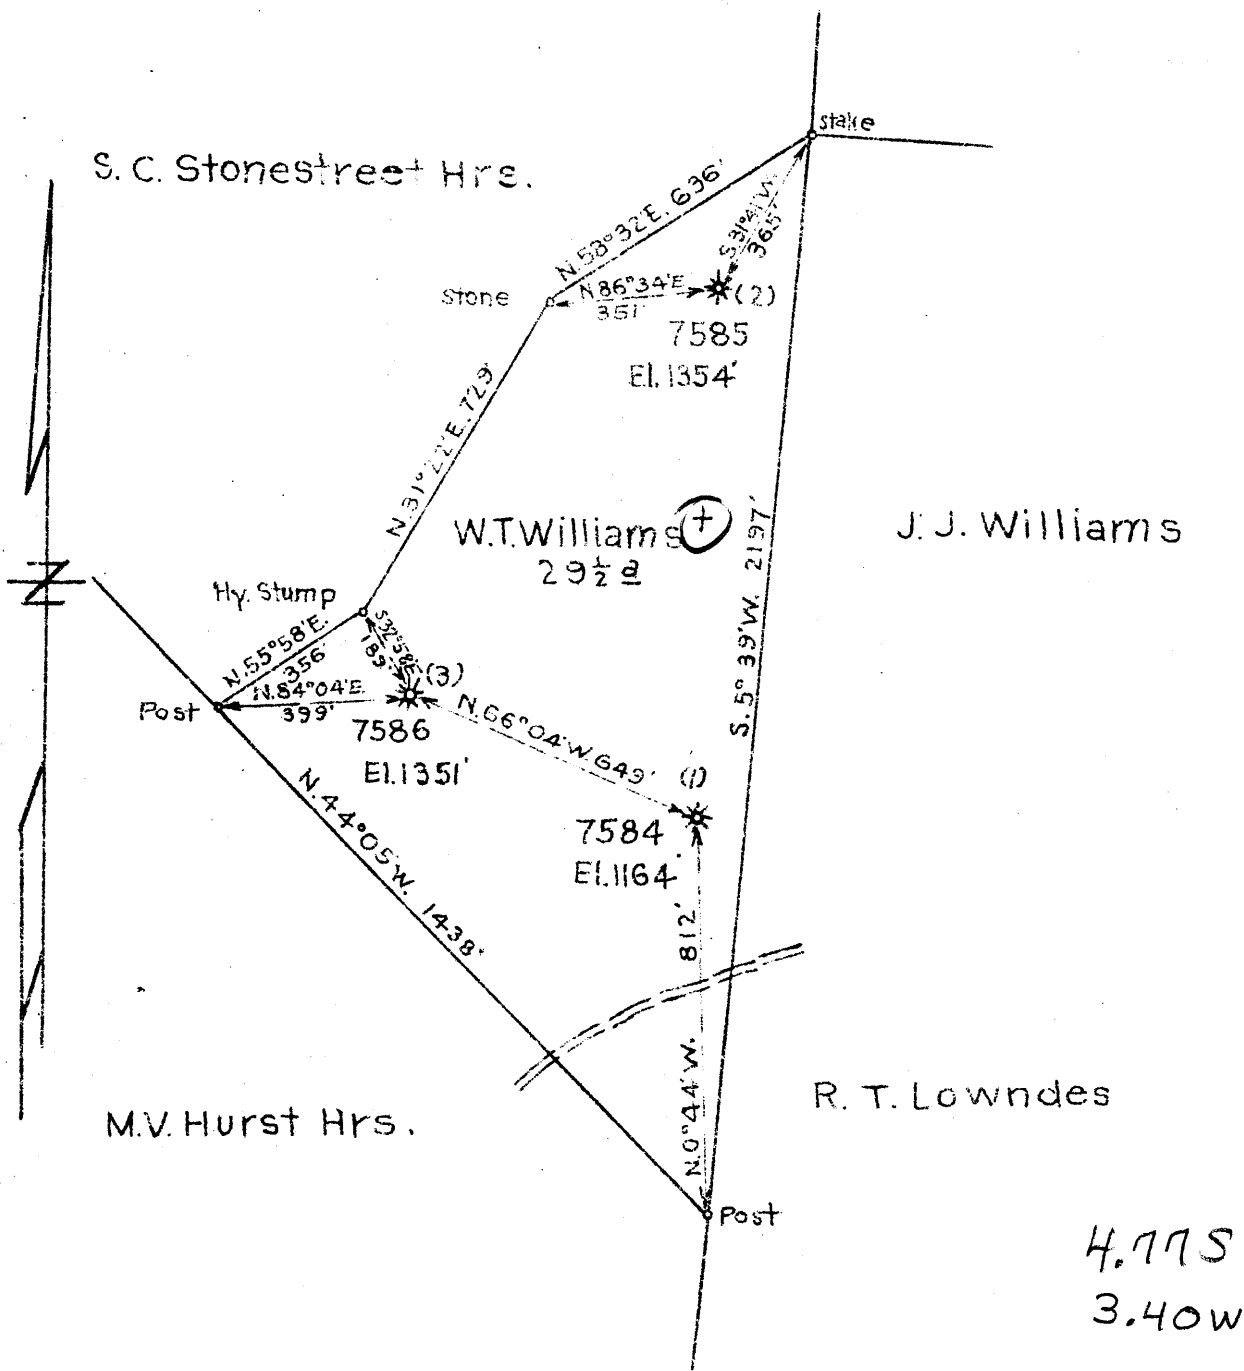 stake
S. C. Stonestreet Hrs.
N.58°32'E. 636'
S.31°41'W.
365'
Stone
N.86°34'E.
351'
(2)
7585
El. 1354'
N.31°22'E. 729'
W.T. Williams +
29½ a
J. J. Williams
S. 5° 39'W. 2197'
N
Hy. Stump
N.55°58'E.
356'
S32°58'E.
189'
(3)
N.84°04'E.
399'
Post
7586
El. 1351'
N.66°04'W. 649'
(1)
7584
El. 1164'
N.44°05'W. 1438'
N.0°44'W. 812'
M.V. Hurst Hrs.
R. T. Lowndes
Post
4.77S
3.40W